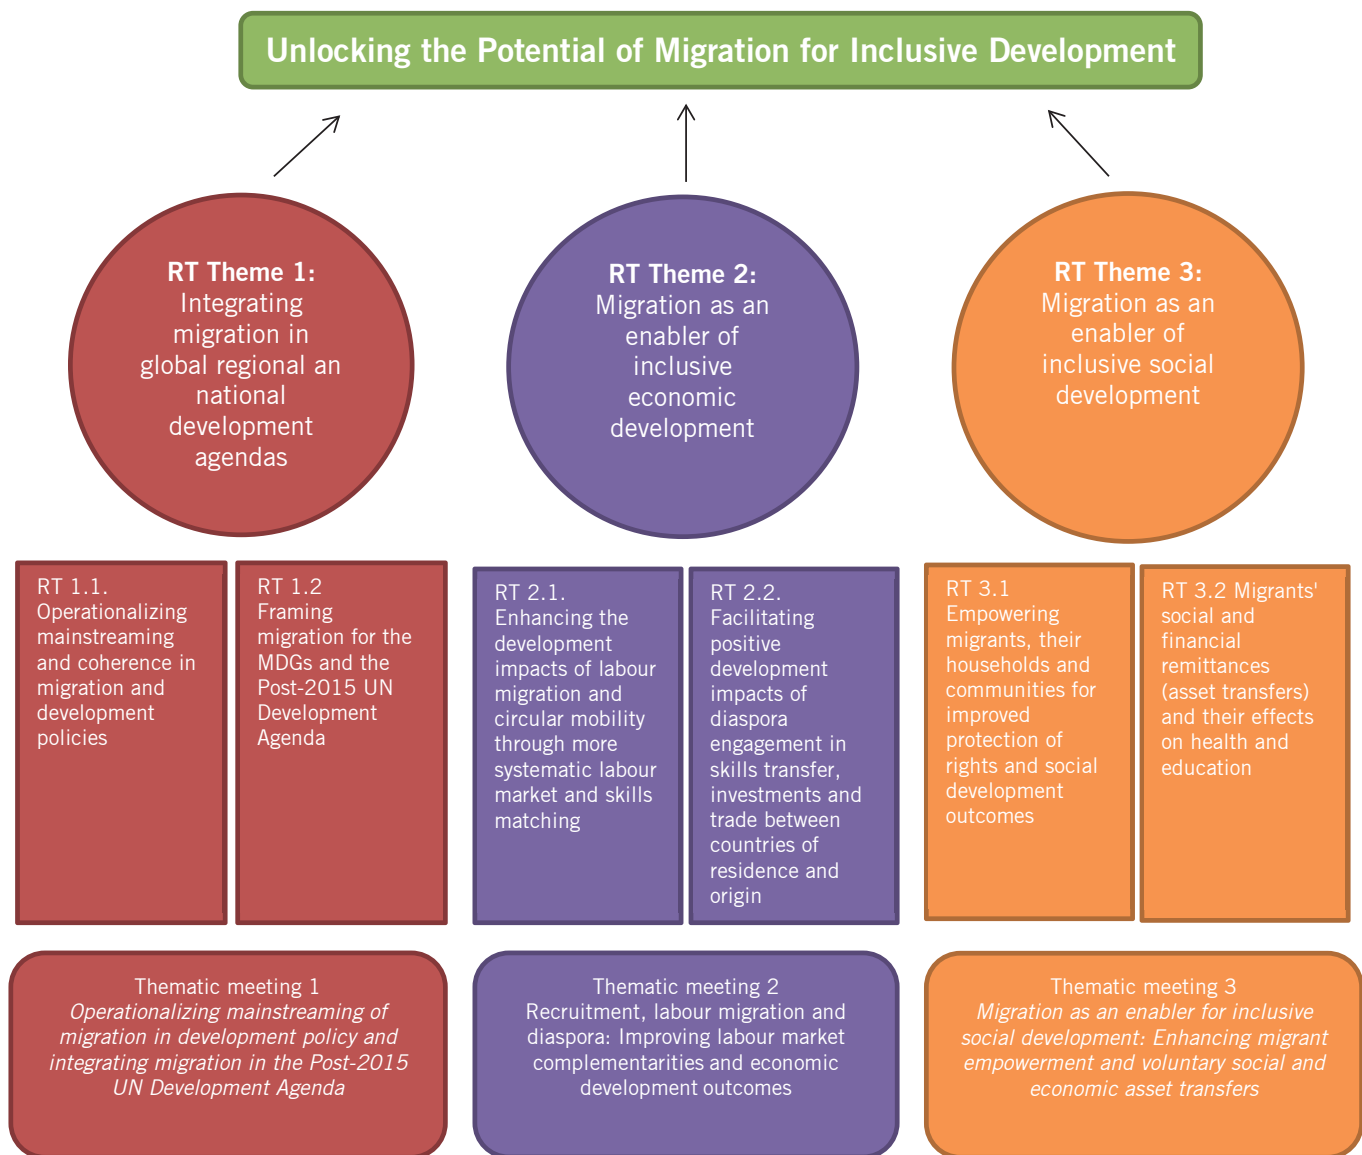 Unlocking the Potential of Migration for Inclusive Development
RT Theme 1:
Integrating
migration in
global regional an
national
development
agendas
RT Theme 2:
Migration as an
enabler of
inclusive
economic
development
RT Theme 3:
Migration as an
enabler of
inclusive social
development
RT 1.1.
Operationalizing
mainstreaming
and coherence in
migration and
development
policies
RT 1.2
Framing
migration for the
MDGs and the
Post-2015 UN
Development
Agenda
RT 2.1.
Enhancing the
development
impacts of labour
migration and
circular mobility
through more
systematic labour
market and skills
matching
RT 2.2.
Facilitating
positive
development
impacts of
diaspora
engagement in
skills transfer,
investments and
trade between
countries of
residence and
origin
RT 3.1
Empowering
migrants, their
households and
communities for
improved
protection of
rights and social
development
outcomes
RT 3.2 Migrants'
social and
financial
remittances
(asset transfers)
and their effects
on health and
education
Thematic meeting 1
Operationalizing mainstreaming of
migration in development policy and
integrating migration in the Post-2015
UN Development Agenda
Thematic meeting 2
Recruitment, labour migration and
diaspora: Improving labour market
complementarities and economic
development outcomes
Thematic meeting 3
Migration as an enabler for inclusive
social development: Enhancing migrant
empowerment and voluntary social and
economic asset transfers